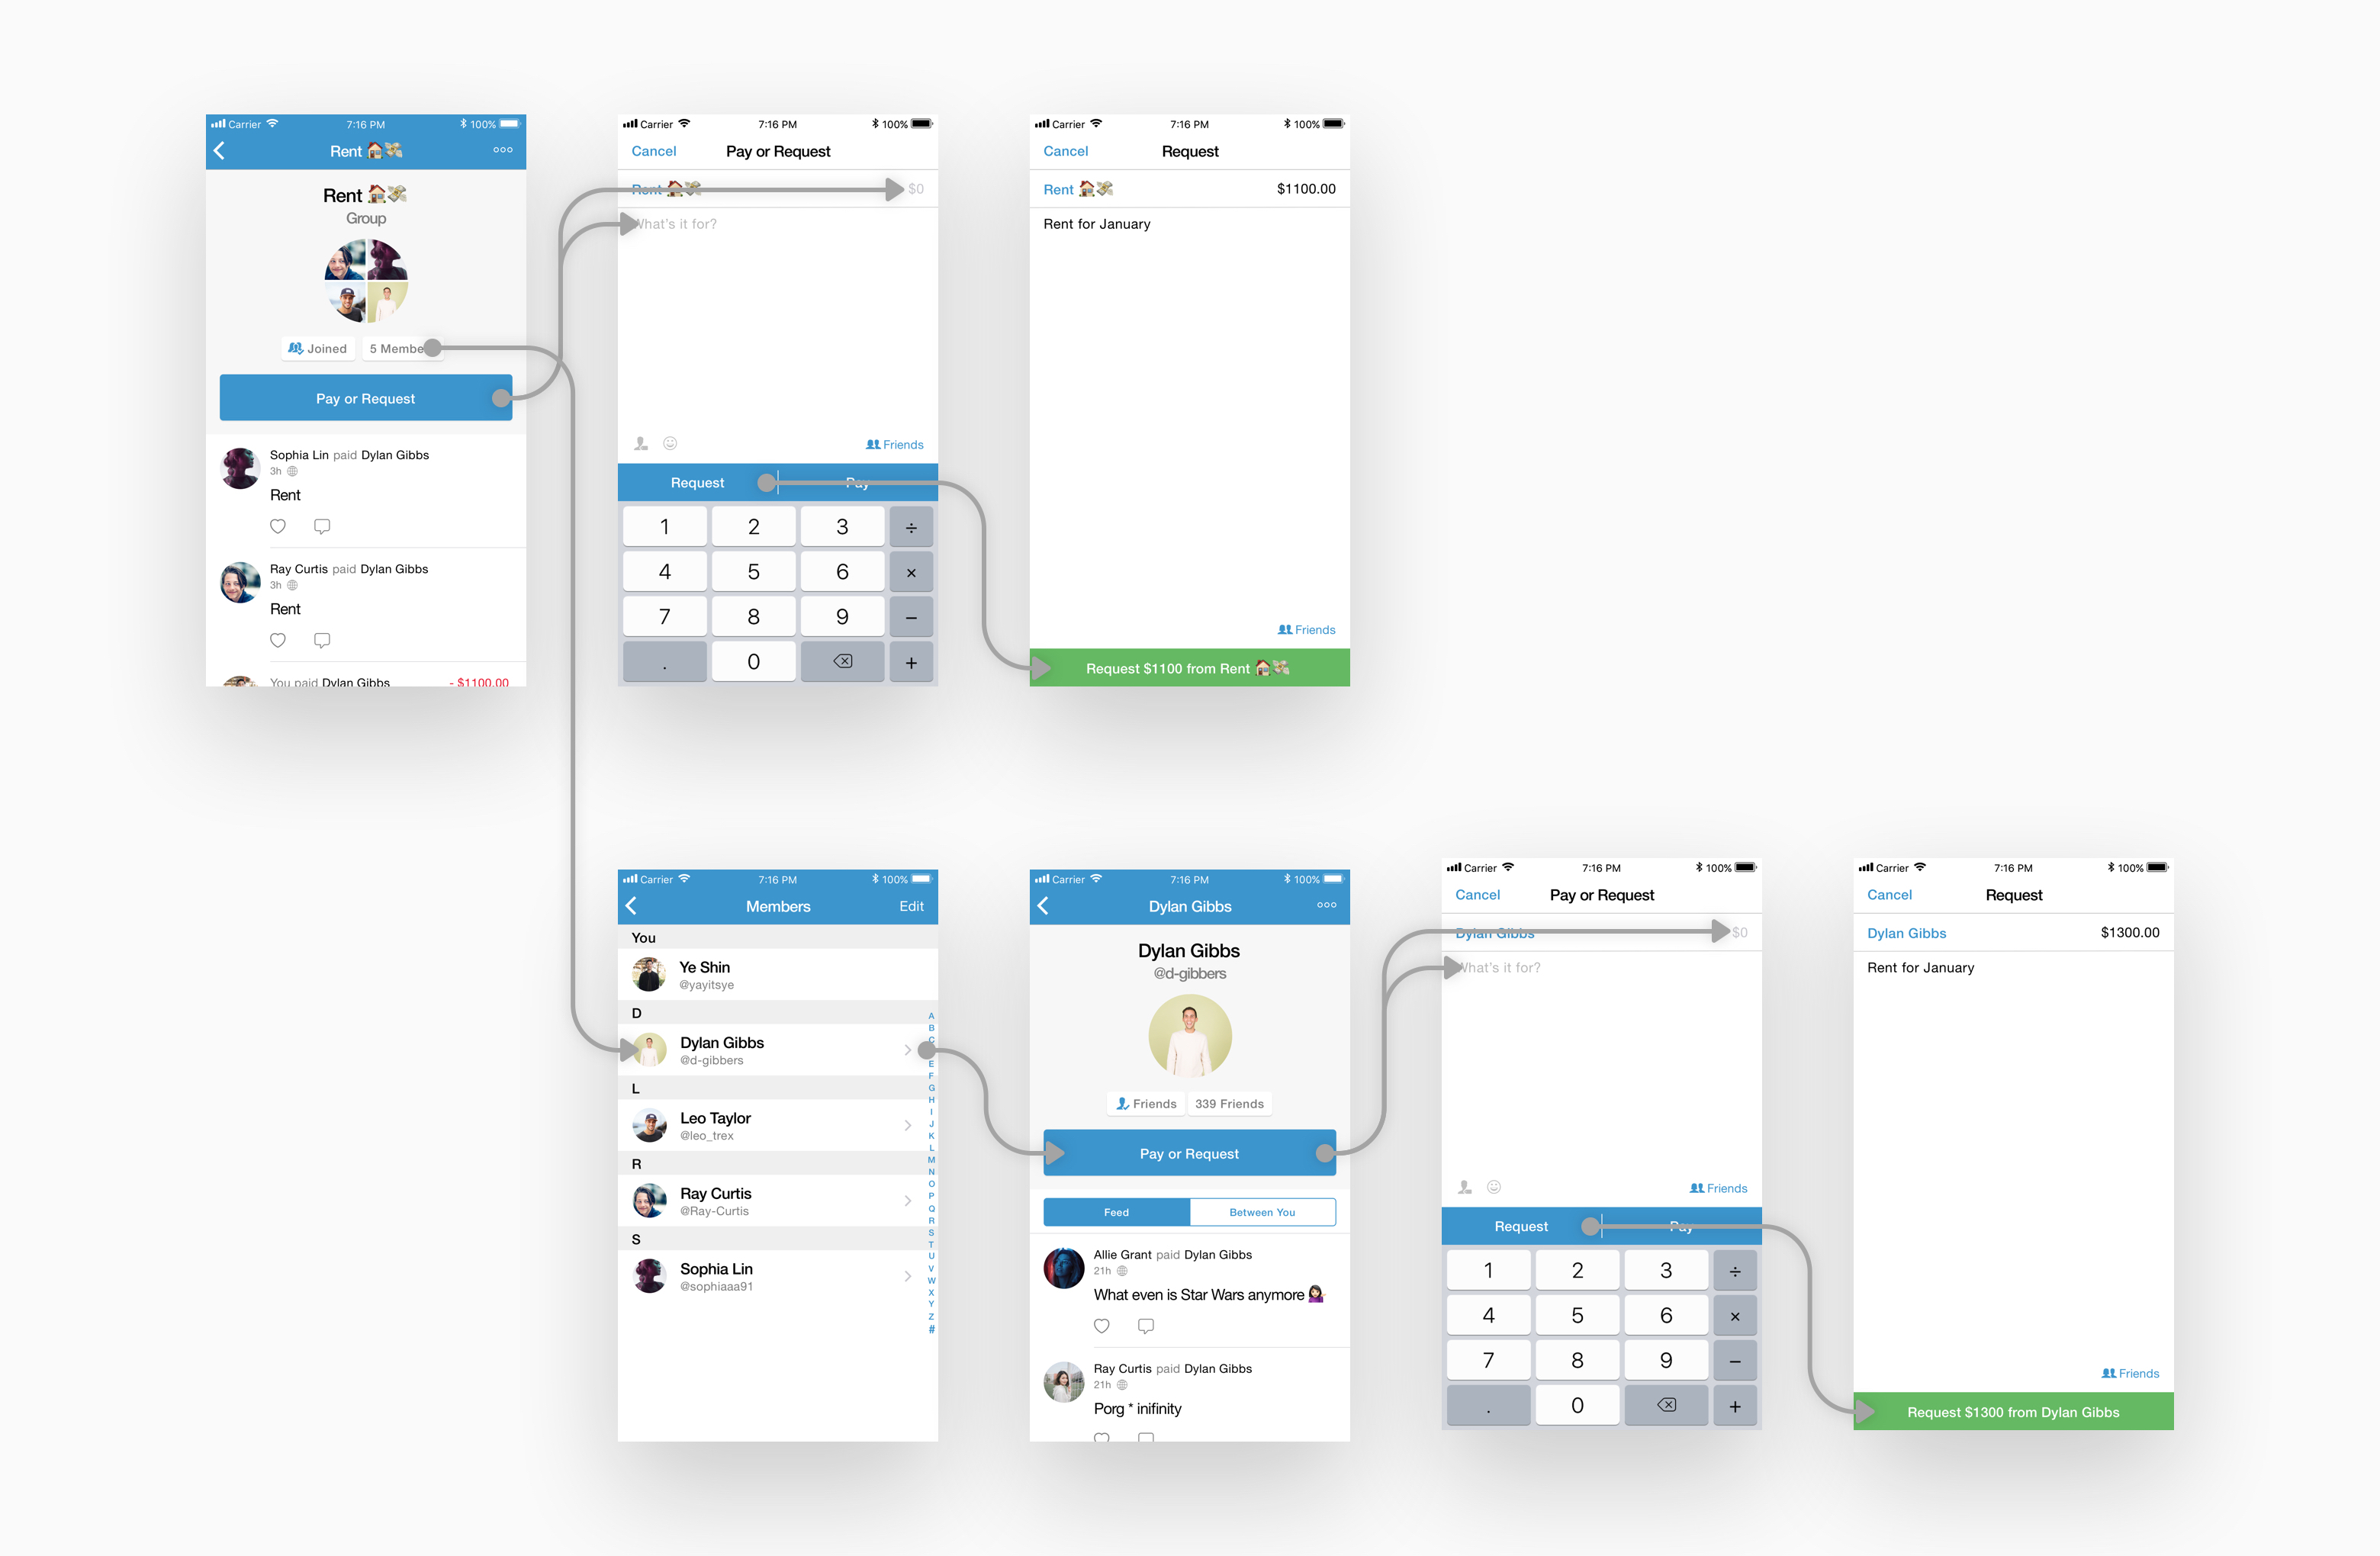 Carrier 7:16 PM 100%
Rent 🏠💸
Rent 🏠💸
Group
Joined 5 Membe
Pay or Request
Sophia Lin paid Dylan Gibbs
3h
Rent
Ray Curtis paid Dylan Gibbs
3h
Rent
You paid Dylan Gibbs - $1100.00
Carrier 7:16 PM 100%
Cancel Pay or Request
Rent 🏠💸 $0
What's it for?
Friends
Request Pay
1 2 3 ÷
4 5 6 ×
7 8 9 −
. 0 +
Carrier 7:16 PM 100%
Cancel Request
Rent 🏠💸 $1100.00
Rent for January
Friends
Request $1100 from Rent 🏠💸
Carrier 7:16 PM 100%
Members Edit
You
Ye Shin
@yayitsye
D
Dylan Gibbs
@d-gibbers
L
Leo Taylor
@leo_trex
R
Ray Curtis
@Ray-Curtis
S
Sophia Lin
@sophiaaa91
A
B
C
E
F
G
H
I
J
K
L
M
N
O
P
Q
R
S
T
U
V
W
X
Y
Z
#
Carrier 7:16 PM 100%
Dylan Gibbs
Dylan Gibbs
@d-gibbers
Friends 339 Friends
Pay or Request
Feed Between You
Allie Grant paid Dylan Gibbs
21h
What even is Star Wars anymore 💁🏻‍♀️
Ray Curtis paid Dylan Gibbs
21h
Porg * inifinity
Carrier 7:16 PM 100%
Cancel Pay or Request
Dylan Gibbs $0
What's it for?
Friends
Request Pay
1 2 3 ÷
4 5 6 ×
7 8 9 −
. 0 +
Carrier 7:16 PM 100%
Cancel Request
Dylan Gibbs $1300.00
Rent for January
Friends
Request $1300 from Dylan Gibbs